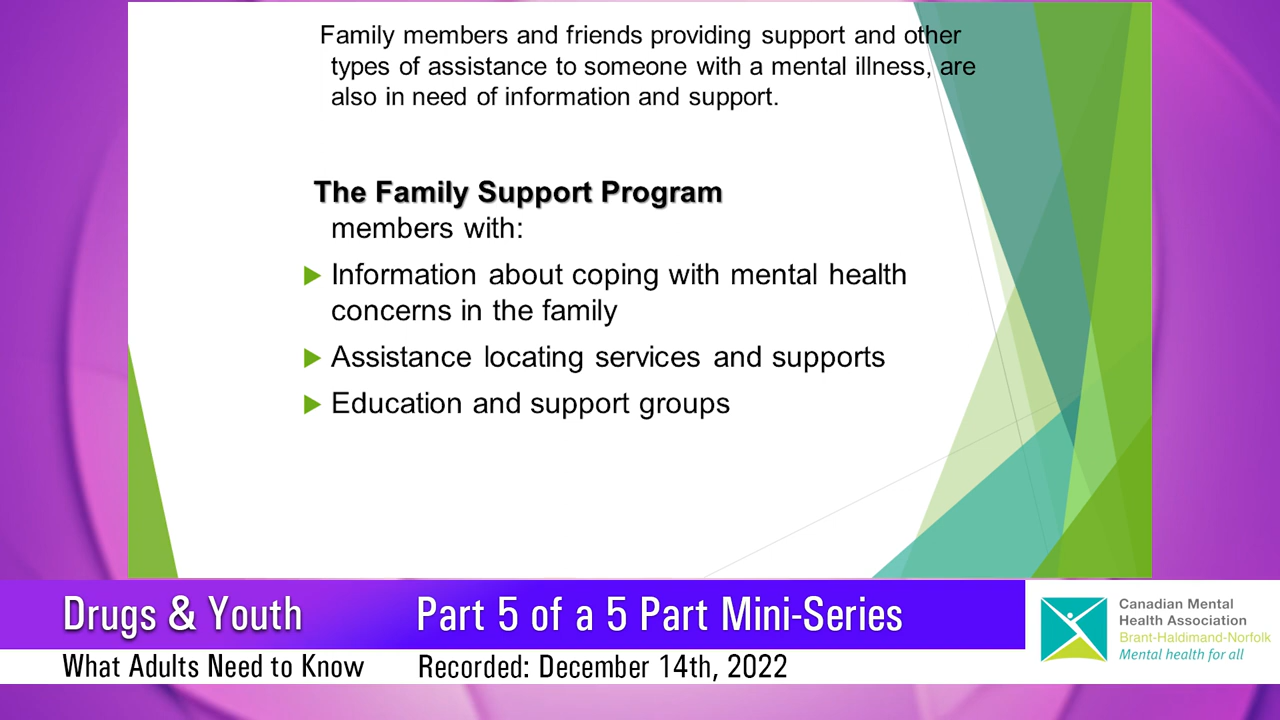 Family members and friends providing support and other
types of assistance to someone with a mental illness, are
also in need of information and support.
The Family Support Program
members with:
Information about coping with mental health
concerns in the family
Assistance locating services and supports
Education and support groups
Drugs & Youth
Part 5 of a 5 Part Mini-Series
What Adults Need to Know
Recorded: December 14th, 2022
Canadian Mental
Health Association
Brant-Haldimand-Norfolk
Mental health for all